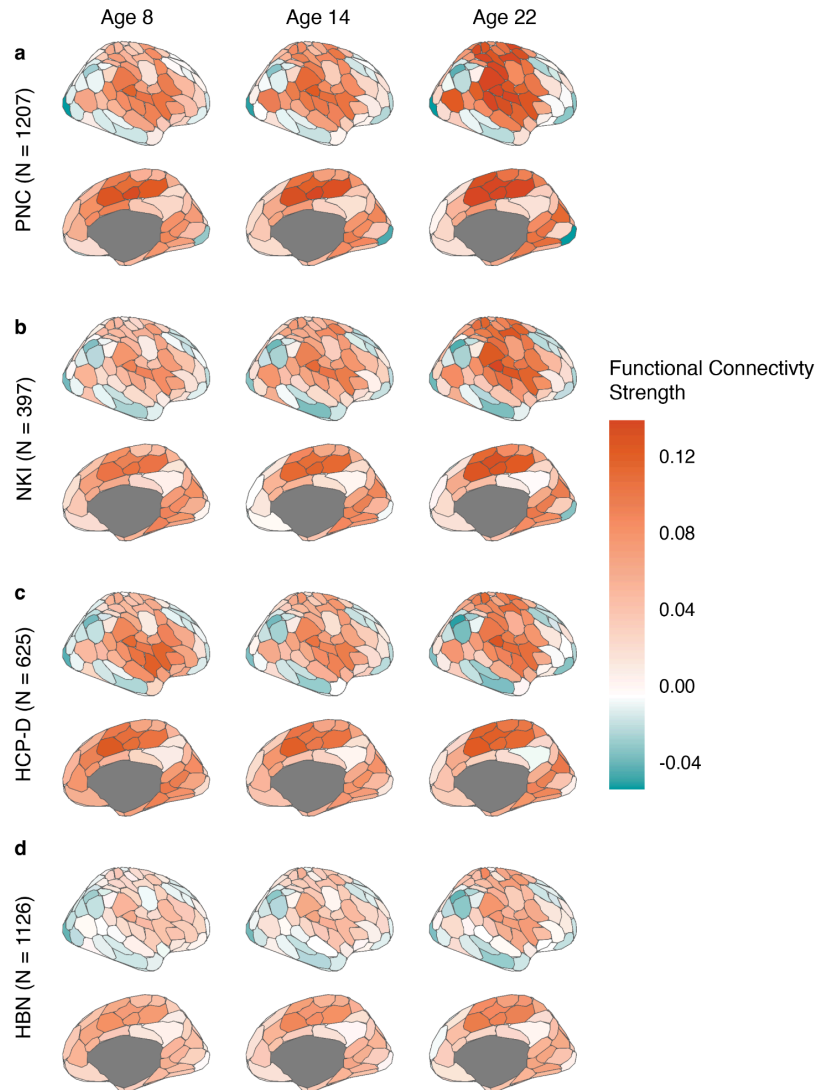 Age 8
Age 14
Age 22
a
PNC (N = 1207)
b
NKI (N = 397)
Functional Connectivty
Strength
0.12
0.08
0.04
0.00
-0.04
c
HCP-D (N = 625)
d
HBN (N = 1126)